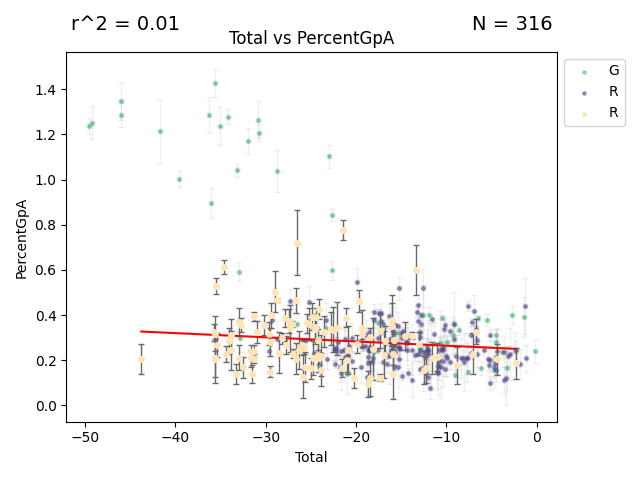 r^2 = 0.01
N = 316
Total vs PercentGpA
G
R
R
1.4
1.2
1.0
0.8
0.6
0.4
0.2
0.0
PercentGpA
−50
−40
−30
−20
−10
0
Total